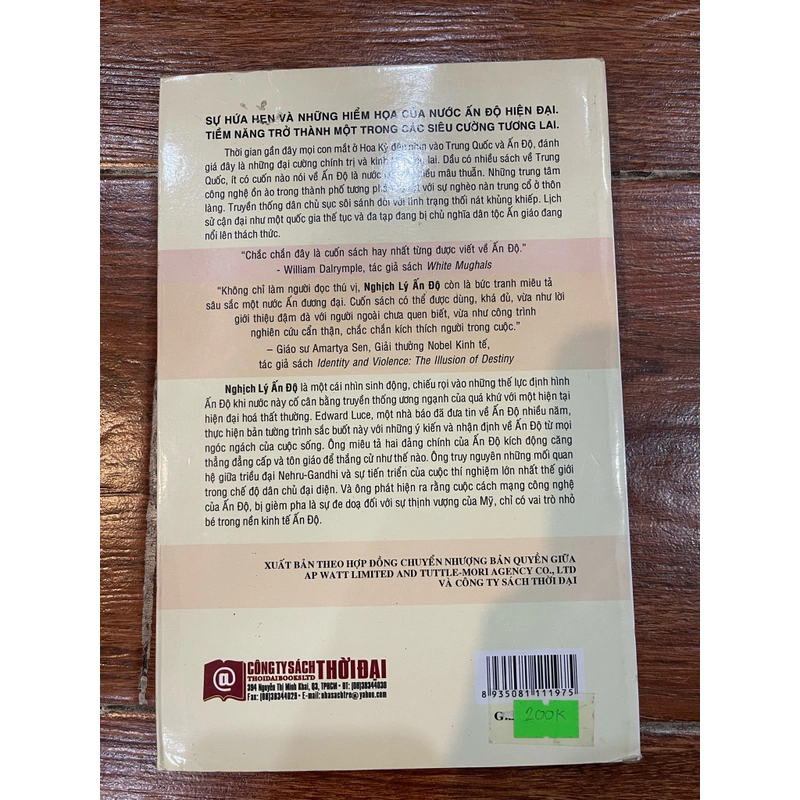 SỰ HỨA HẸN VÀ NHỮNG HIỂM HỌA CỦA NƯỚC ẤN ĐỘ HIỆN ĐẠI.
TIỀM NĂNG TRỞ THÀNH MỘT TRONG CÁC SIÊU CƯỜNG TƯƠNG LAI.
Thời gian gần đây mọi con mắt ở Hoa Kỳ đều nhìn vào Trung Quốc và Ấn Độ, đánh
giá đây là những đại cường chính trị và kinh lai. Dầu có nhiều sách về Trung
Quốc, ít có cuốn nào nói về Ấn Độ là nước nhiều mâu thuẫn. Những trung tâm
công nghệ ồn ào trong thành phố tương phản với sự nghèo nàn trung cổ ở thôn
làng. Truyền thống dân chủ sục sôi sánh đôi với tình trạng thối nát khủng khiếp. Lịch
sử cận đại như một quốc gia thế tục và đa tạp đang bị chủ nghĩa dân tộc Ấn giáo đang
nổi lên thách thức.
"Chắc chắn đây là cuốn sách hay nhất từng được viết về Ấn Độ."
- William Dalrymple, tác giả sách White Mughals
"Không chỉ làm người đọc thú vị, Nghịch Lý Ấn Độ còn là bức tranh miêu tả
sâu sắc một nước Ấn đương đại. Cuốn sách có thể được dùng, khá đủ, vừa như lời
giới thiệu đậm đà với người ngoài chưa quen biết, vừa như công trình
nghiên cứu cẩn thận, chắc chắn kích thích người trong cuộc."
– Giáo sư Amartya Sen, Giải thưởng Nobel Kinh tế,
tác giả sách Identity and Violence: The Illusion of Destiny
Nghịch Lý Ấn Độ là một cái nhìn sinh động, chiếu rọi vào những thế lực định hình
Ấn Độ khi nước này cố cân bằng truyền thống ương ngạnh của quá khứ với một hiện tại
hiện đại hoá thất thường. Edward Luce, một nhà báo đã đưa tin về Ấn Độ nhiều năm,
thực hiện bản tường trình sắc buốt này với những ý kiến và nhận định về Ấn Độ từ mọi
ngóc ngách của cuộc sống. Ông miêu tả hai đảng chính của Ấn Độ kích động căng
thẳng đẳng cấp và tôn giáo để thắng cử như thế nào. Ông truy nguyên những mối quan
hệ giữa triều đại Nehru-Gandhi và sự tiến triển của cuộc thí nghiệm lớn nhất thế giới
trong chế độ dân chủ đại diện. Và ông phát hiện ra rằng cuộc cách mạng công nghệ
của Ấn Độ, bị gièm pha là sự đe doạ đối với sự thịnh vượng của Mỹ, chỉ có vai trò nhỏ
bé trong nền kinh tế Ấn Độ.
XUẤT BẢN THEO HỢP ĐỒNG CHUYỂN NHƯỢNG BẢN QUYỀN GIỮA
AP WATT LIMITED AND TUTTLE-MORI AGENCY CO., LTD
VÀ CÔNG TY SÁCH THỜI ĐẠI
@ CÔNG TY SÁCH THỜI ĐẠI
THOIDAIBOOKS.LTD
394 Nguyễn Thị Minh Khai, Q3, TPHCM - ĐT: (08)38344030
Fax: (08)38344029 - E-mail: nhasachtre@yahoo.com
8 935081 111975
G... 200K